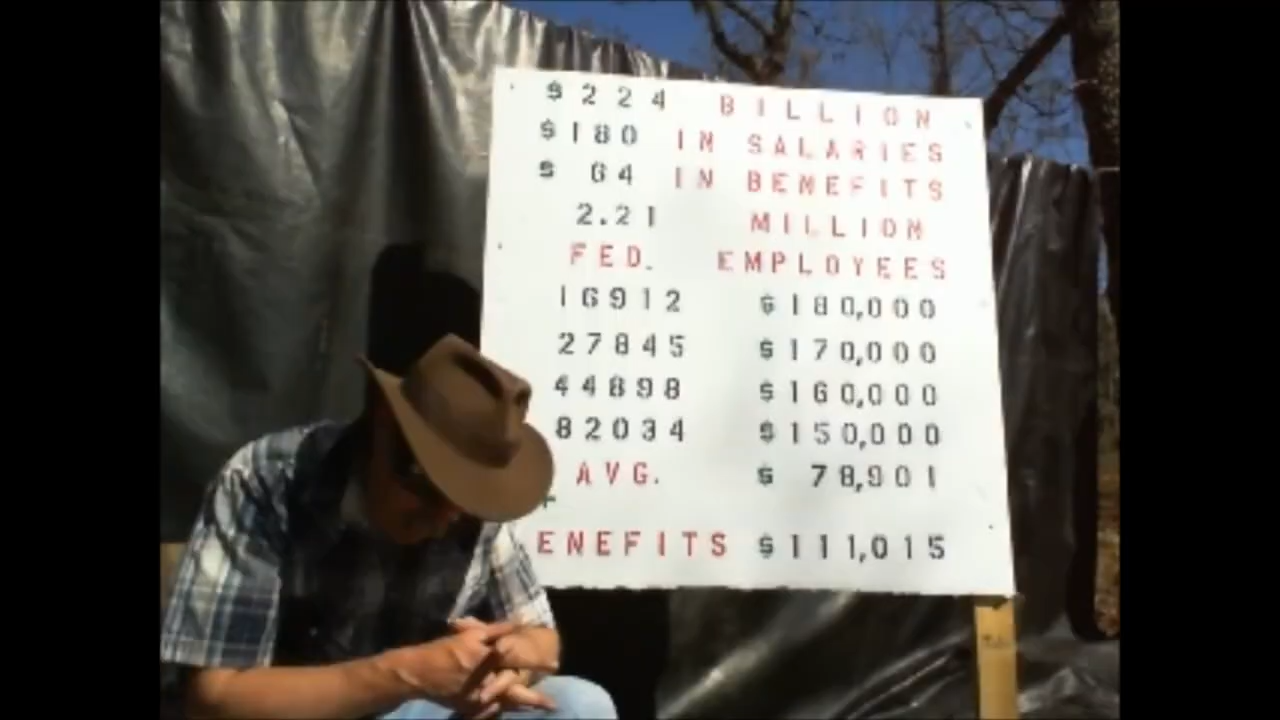 $224 BILLION
$180 IN SALARIES
$ 64 IN BENEFITS
2.21 MILLION
FED. EMPLOYEES
16912 $180,000
27845 $170,000
44898 $160,000
82034 $150,000
AVG. $ 78,901
+
ENEFITS $111,015